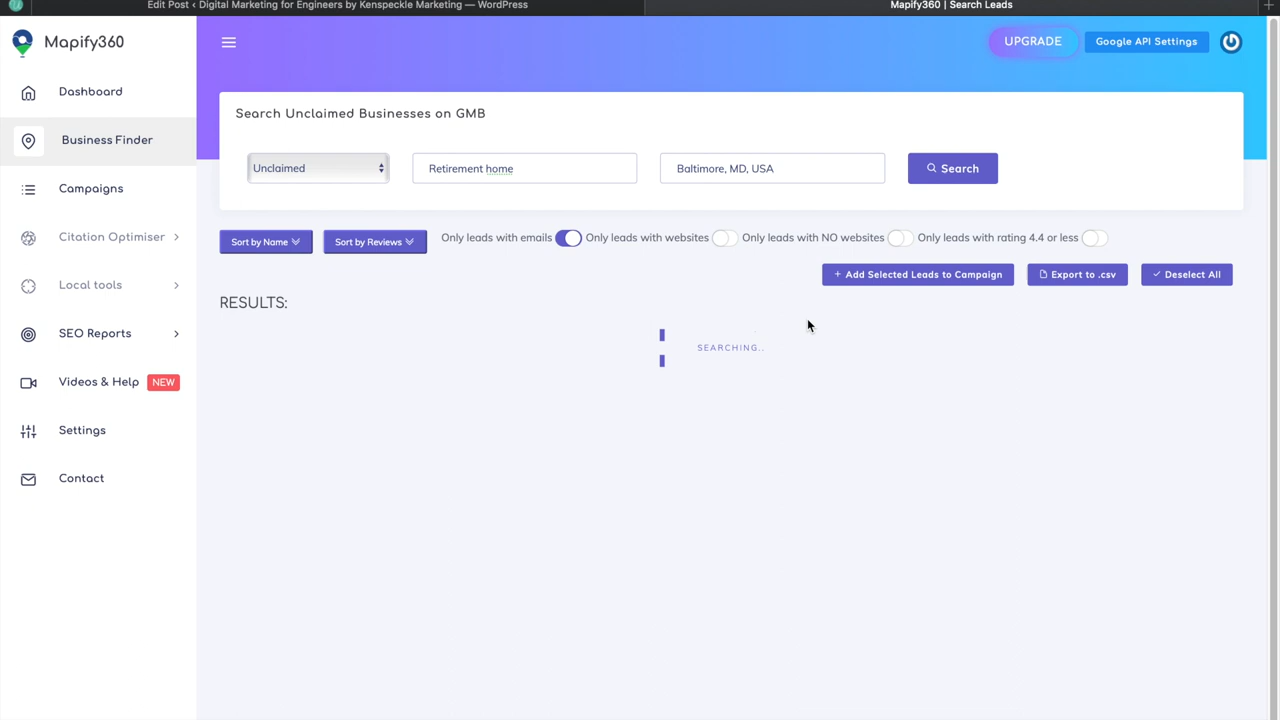 Edit Post ‹ Digital Marketing for Engineers by Kenspeckle Marketing — WordPress
Mapify360 | Search Leads
Mapify360
UPGRADE
Google API Settings
Dashboard
Business Finder
Campaigns
Citation Optimiser
Local tools
SEO Reports
Videos & Help NEW
Settings
Contact
Search Unclaimed Businesses on GMB
Unclaimed
Retirement home
Baltimore, MD, USA
Search
Sort by Name
Sort by Reviews
Only leads with emails
Only leads with websites
Only leads with NO websites
Only leads with rating 4.4 or less
+ Add Selected Leads to Campaign
Export to .csv
Deselect All
RESULTS:
SEARCHING..